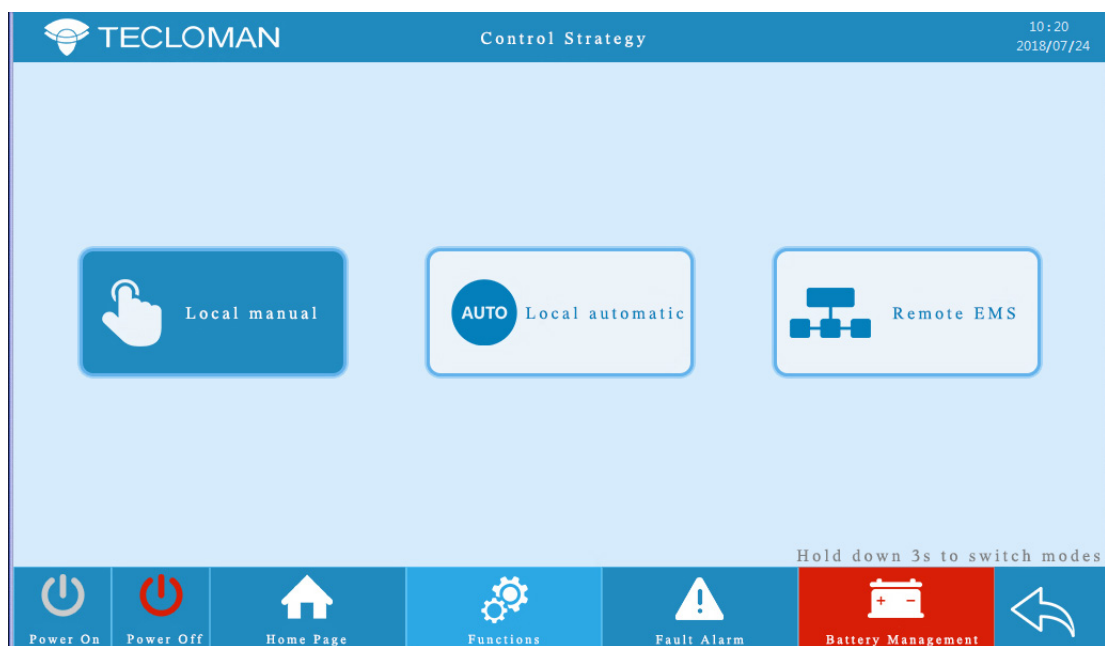 TECLOMAN
Control Strategy
10:20
2018/07/24
Local manual
AUTO
Local automatic
Remote EMS
Hold down 3s to switch modes
Power On
Power Off
Home Page
Functions
Fault Alarm
Battery Management